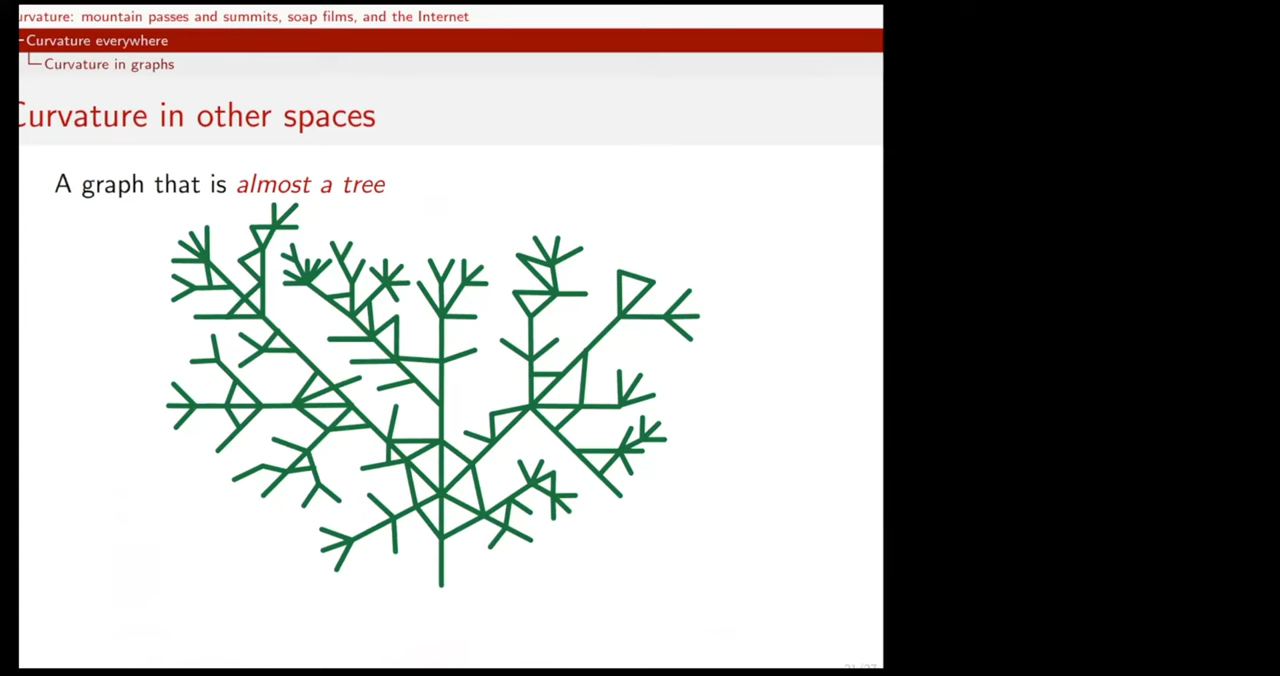 urvature: mountain passes and summits, soap films, and the Internet
Curvature everywhere
Curvature in graphs
Curvature in other spaces
A graph that is almost a tree